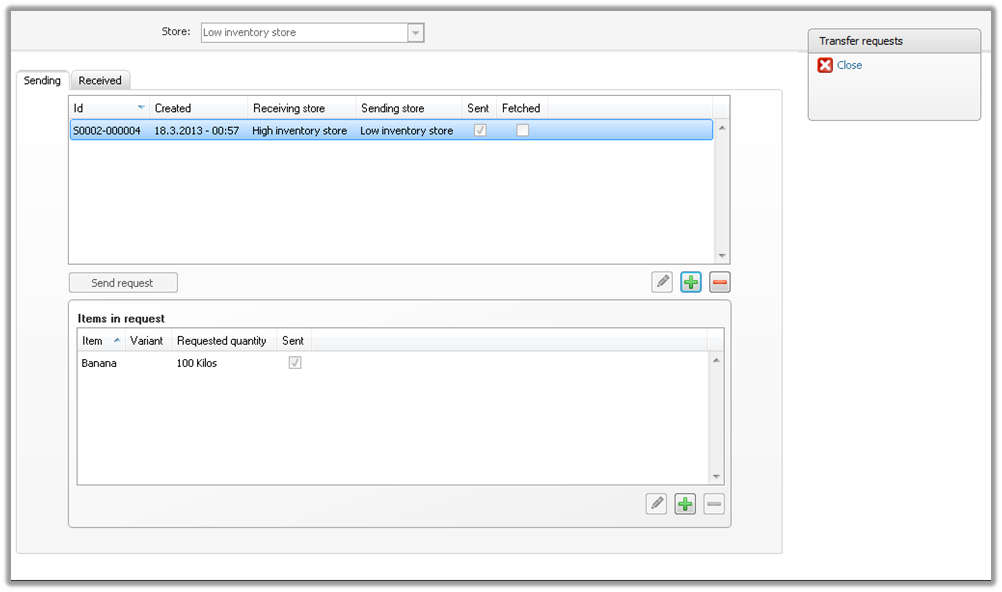 Store: Low inventory store
Transfer requests
Close
Sending Received
Id Created Receiving store Sending store Sent Fetched
S0002-000004 18.3.2013 - 00:57 High inventory store Low inventory store
Send request
Items in request
Item Variant Requested quantity Sent
Banana 100 Kilos